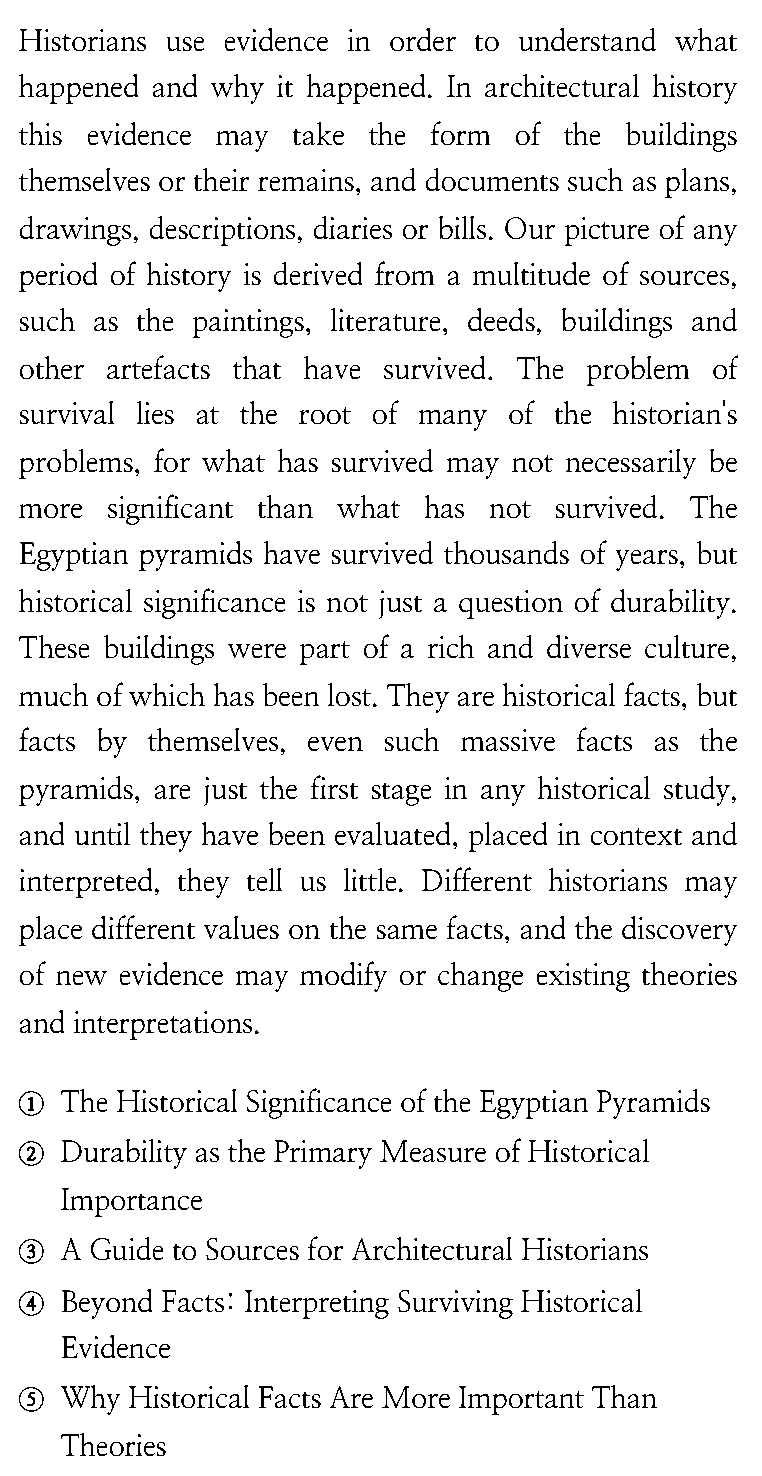 Historians use evidence in order to understand what
happened and why it happened. In architectural history
this evidence may take the form of the buildings
themselves or their remains, and documents such as plans,
drawings, descriptions, diaries or bills. Our picture of any
period of history is derived from a multitude of sources,
such as the paintings, literature, deeds, buildings and
other artefacts that have survived. The problem of
survival lies at the root of many of the historian's
problems, for what has survived may not necessarily be
more significant than what has not survived. The
Egyptian pyramids have survived thousands of years, but
historical significance is not just a question of durability.
These buildings were part of a rich and diverse culture,
much of which has been lost. They are historical facts, but
facts by themselves, even such massive facts as the
pyramids, are just the first stage in any historical study,
and until they have been evaluated, placed in context and
interpreted, they tell us little. Different historians may
place different values on the same facts, and the discovery
of new evidence may modify or change existing theories
and interpretations.
① The Historical Significance of the Egyptian Pyramids
② Durability as the Primary Measure of Historical
Importance
③ A Guide to Sources for Architectural Historians
④ Beyond Facts: Interpreting Surviving Historical
Evidence
⑤ Why Historical Facts Are More Important Than
Theories